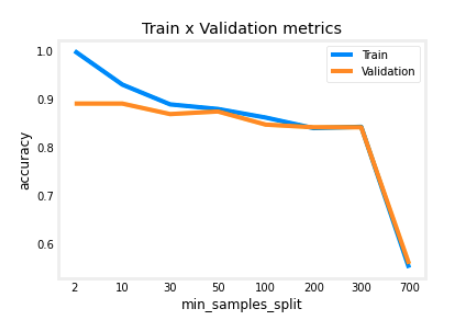 Train x Validation metrics
Train
Validation
1.0
0.9
0.8
0.7
0.6
accuracy
2 10 30 50 100 200 300 700
min_samples_split